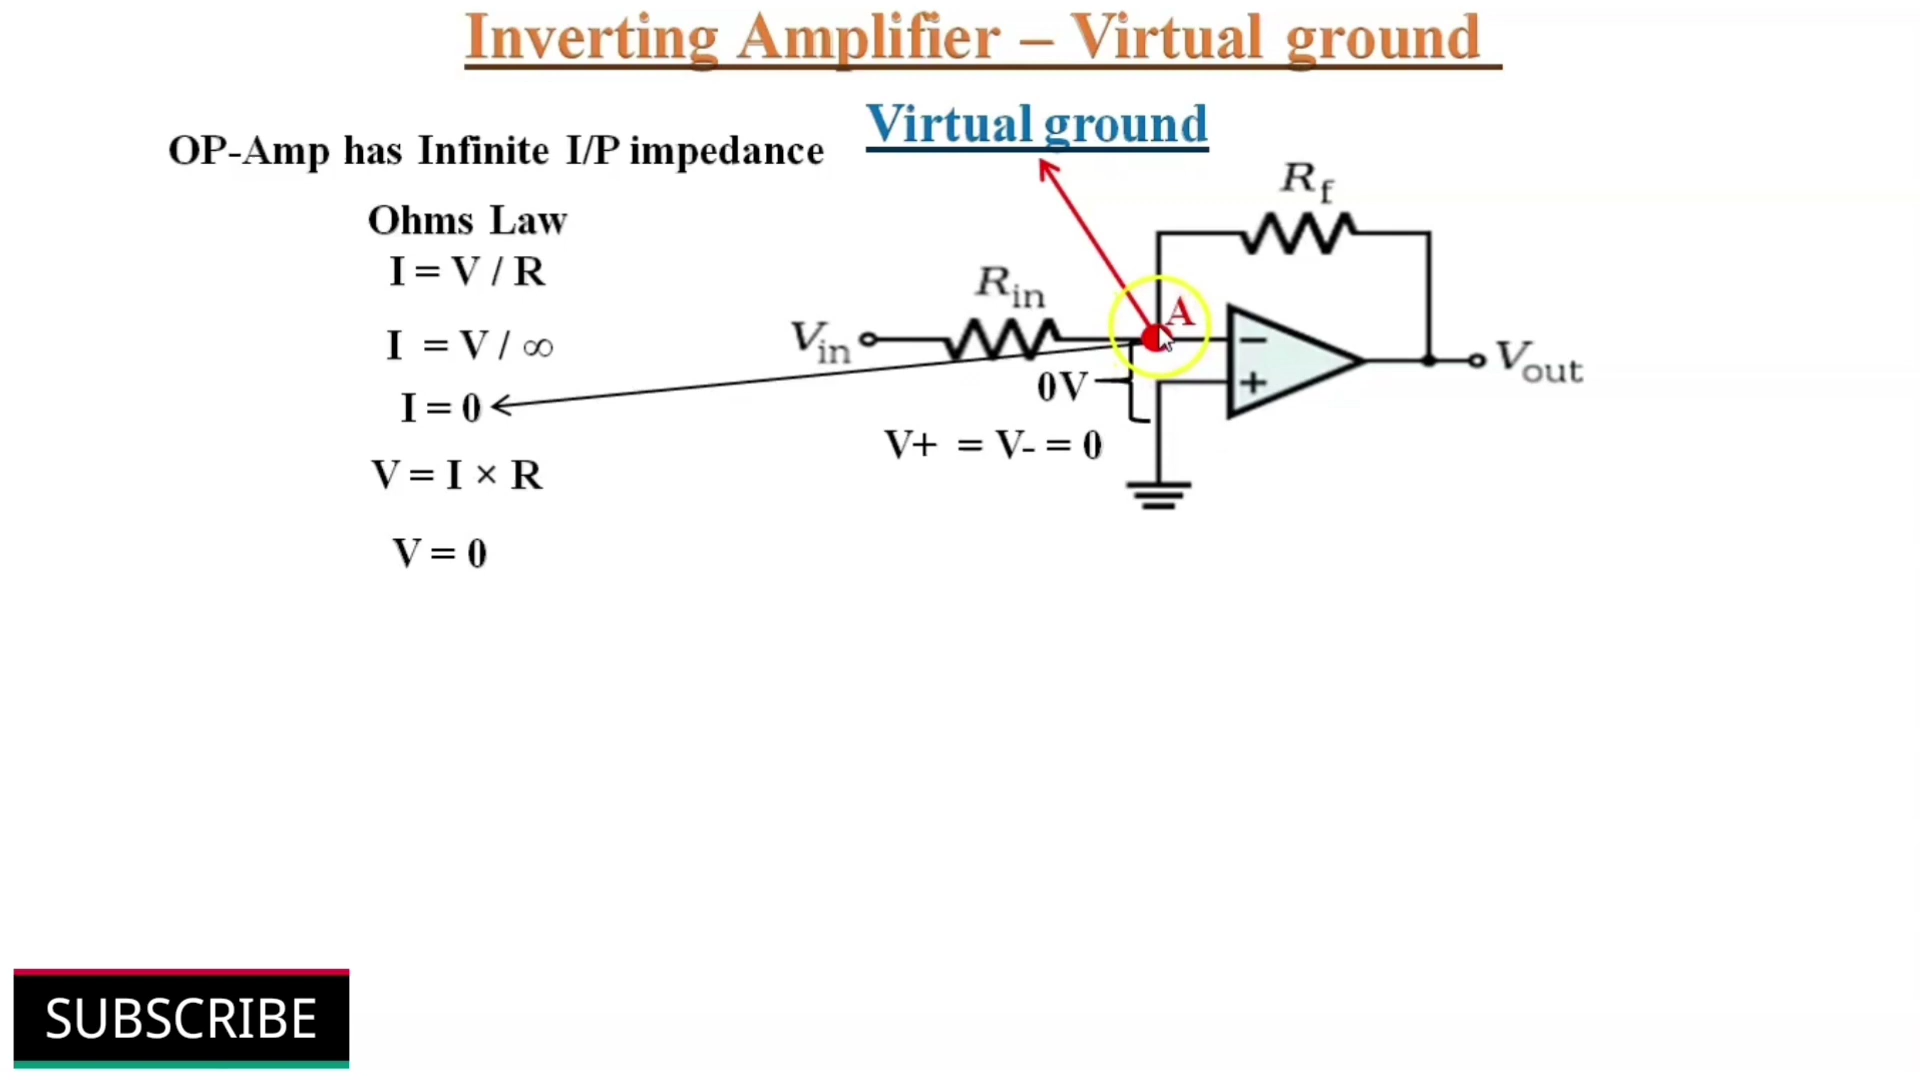 Inverting Amplifier – Virtual ground
OP-Amp has Infinite I/P impedance
Virtual ground
Ohms Law
I = V / R
I = V / ∞
I = 0
V = I × R
V = 0
Rf
Rin
A
Vin
−
+
Vout
0V
V+ = V- = 0
SUBSCRIBE